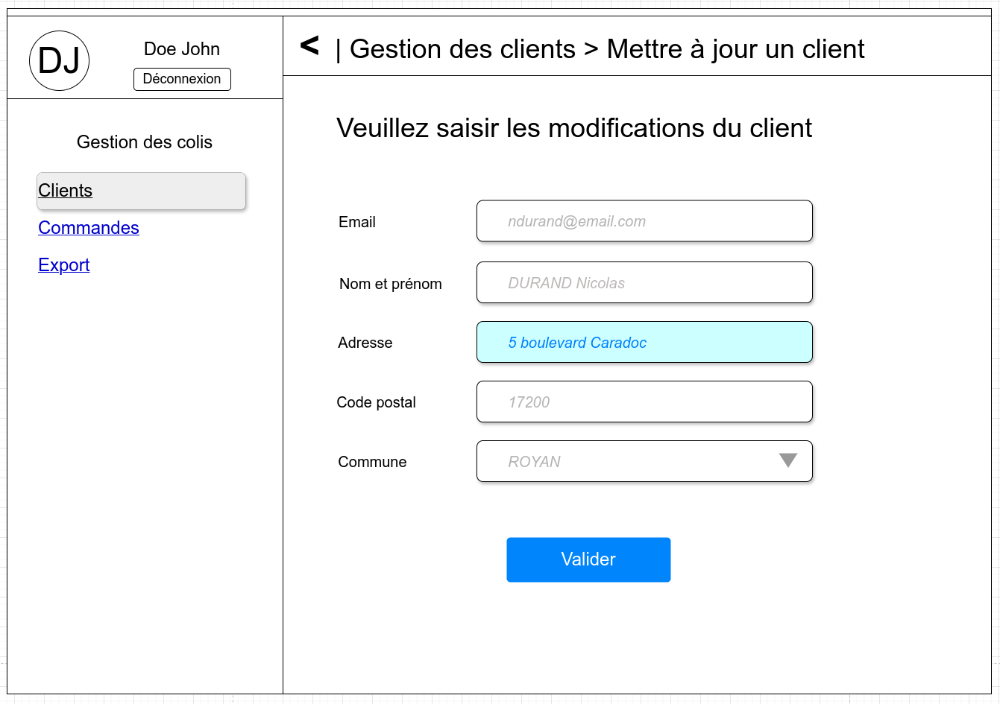 DJ
Doe John
Déconnexion
Gestion des colis
Clients
Commandes
Export
< | Gestion des clients > Mettre à jour un client
Veuillez saisir les modifications du client
Email ndurand@email.com
Nom et prénom DURAND Nicolas
Adresse 5 boulevard Caradoc
Code postal 17200
Commune ROYAN
Valider